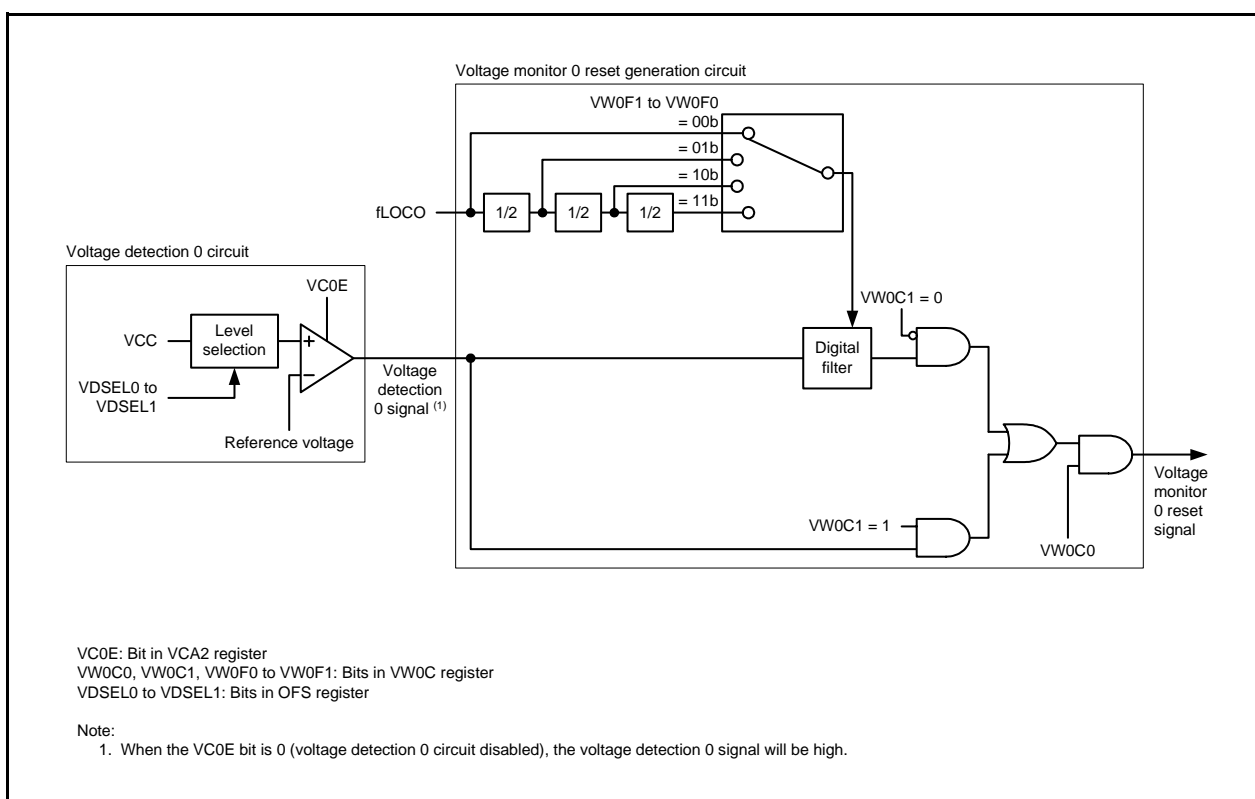 Voltage monitor 0 reset generation circuit
VW0F1 to VW0F0
= 00b
= 01b
= 10b
= 11b
fLOCO
1/2
1/2
1/2
Voltage detection 0 circuit
VC0E
VCC
Level
selection
+
−
VDSEL0 to
VDSEL1
Reference voltage
Voltage
detection
0 signal (1)
Digital
filter
VW0C1 = 0
VW0C1 = 1
VW0C0
Voltage
monitor
0 reset
signal
VC0E: Bit in VCA2 register
VW0C0, VW0C1, VW0F0 to VW0F1: Bits in VW0C register
VDSEL0 to VDSEL1: Bits in OFS register
Note:
1. When the VC0E bit is 0 (voltage detection 0 circuit disabled), the voltage detection 0 signal will be high.